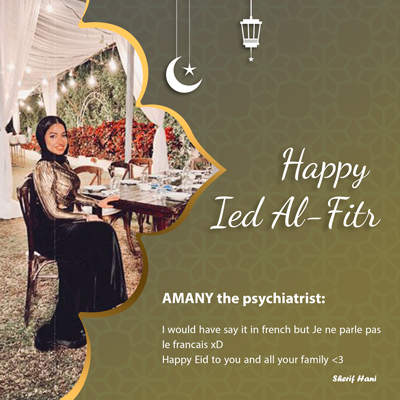 Happy
Ied Al-Fitr
AMANY the psychiatrist:
I would have say it in french but Je ne parle pas
le francais xD
Happy Eid to you and all your family <3
Sherif Hani